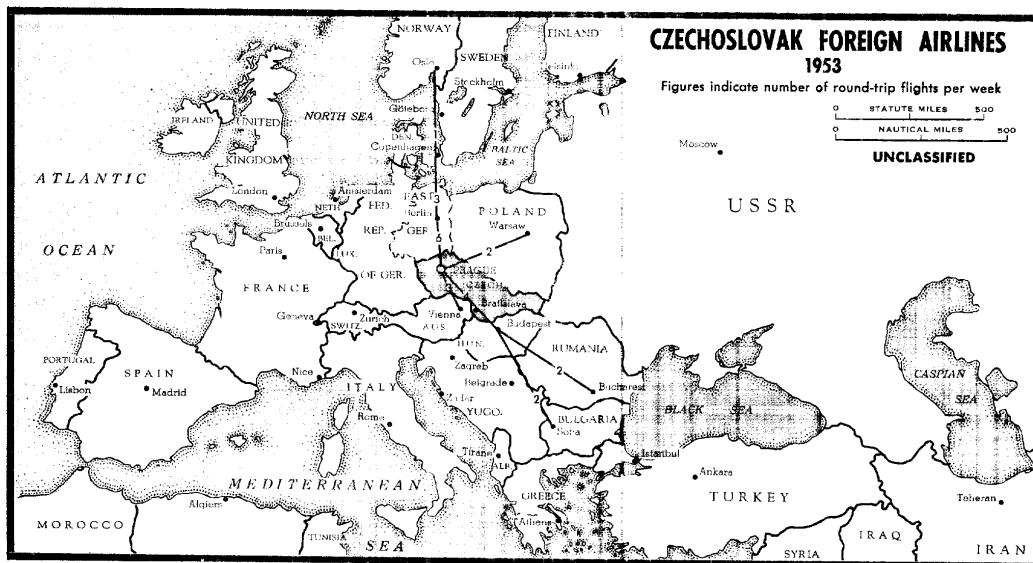 CZECHOSLOVAK FOREIGN AIRLINES
1953
Figures indicate number of round-trip flights per week
0 STATUTE MILES 500
0 NAUTICAL MILES 500
UNCLASSIFIED
NORWAY
FINLAND
SWEDEN
Oslo
Stockholm
NORTH SEA
IRELAND
UNITED
KINGDOM
DEN.
Copenhagen
BALTIC
SEA
Moscow
ATLANTIC
OCEAN
USSR
London
Amsterdam
NETH.
FED.
REP.
OF GER.
EAST
GER.
Berlin
3
6
POLAND
Warsaw
2
Brussels
BEL.
LUX.
Paris
FRANCE
PRAGUE
CZECH.
Bratislava
Vienna
Budapest
Geneva
Zurich
SWITZ.
HUN.
RUMANIA
Zagreb
PORTUGAL
SPAIN
Lisbon
Madrid
Nice
ITALY
Belgrade
2
2
Bucharest
BLACK SEA
CASPIAN
SEA
YUGO.
BULGARIA
Sofia
Rome
Tirane
ALB.
Istanbul
Ankara
MEDITERRANEAN
SEA
GREECE
Athens
TURKEY
Teheran
Algiers
MOROCCO
TUNISIA
SYRIA
IRAQ
IRAN